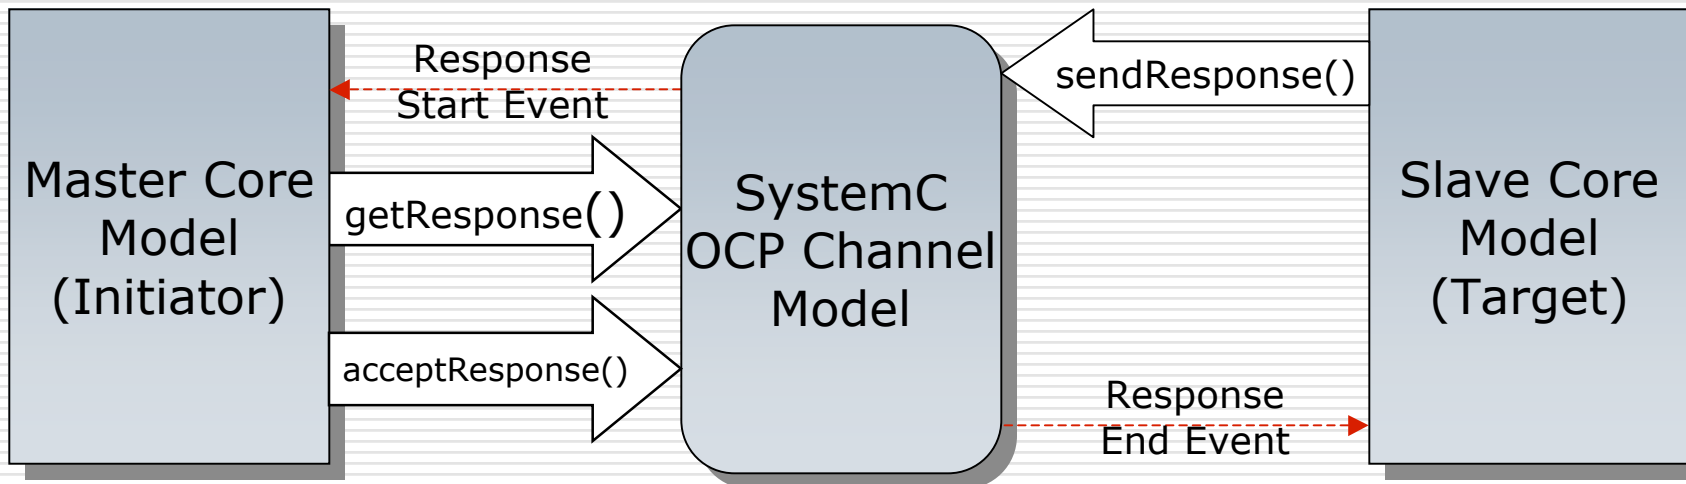 Master Core
Model
(Initiator)
Response
Start Event
getResponse()
acceptResponse()
SystemC
OCP Channel
Model
sendResponse()
Response
End Event
Slave Core
Model
(Target)